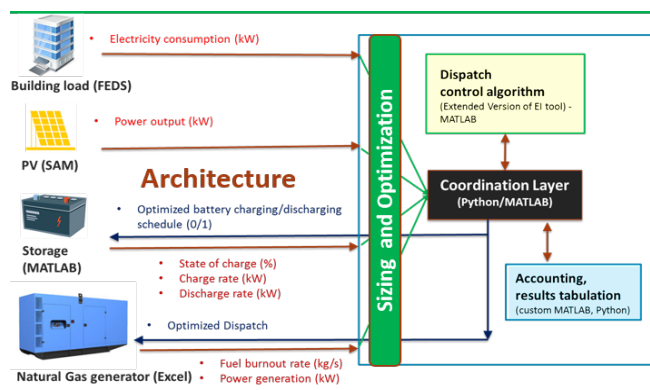 • Electricity consumption (kW)
Building load (FEDS)
• Power output (kW)
PV (SAM)
Architecture
• Optimized battery charging/discharging
schedule (0/1)
Storage
(MATLAB)
• State of charge (%)
• Charge rate (kW)
• Discharge rate (kW)
• Optimized Dispatch
Natural Gas generator (Excel)
• Fuel burnout rate (kg/s)
• Power generation (kW)
Sizing and Optimization
Dispatch
control algorithm
(Extended Version of EI tool) -
MATLAB
Coordination Layer
(Python/MATLAB)
Accounting,
results tabulation
(custom MATLAB, Python)